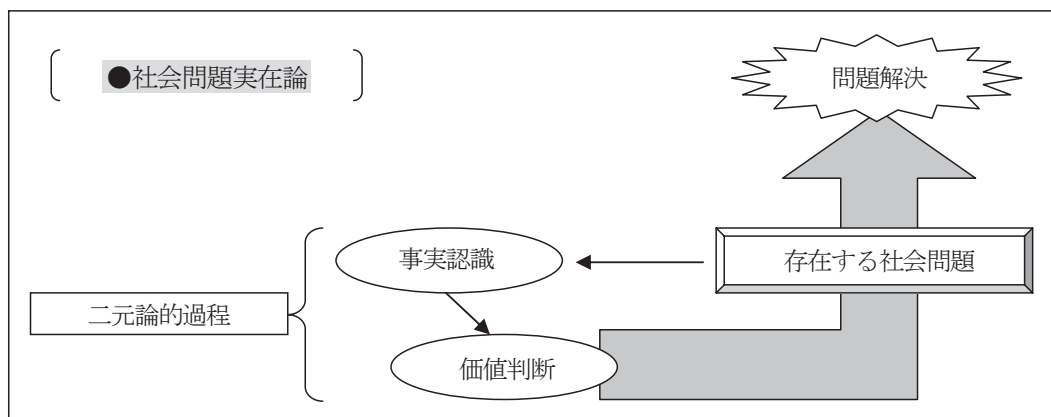 ●社会問題実在論
問題解決
事実認識
存在する社会問題
二元論的過程
価値判断